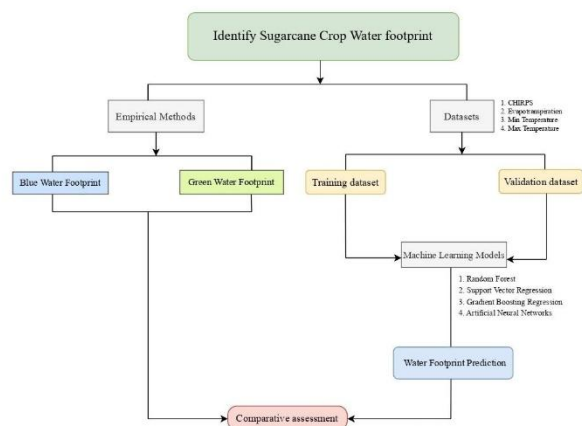 Identify Sugarcane Crop Water footprint
Empirical Methods
Datasets
1. CHIRPS
2. Evapotranspiration
3. Min Temperature
4. Max Temperature
Blue Water Footprint
Green Water Footprint
Training dataset
Validation dataset
Machine Learning Models
1. Random Forest
2. Support Vector Regression
3. Gradient Boosting Regression
4. Artificial Neural Networks
Water Footprint Prediction
Comparative assessment